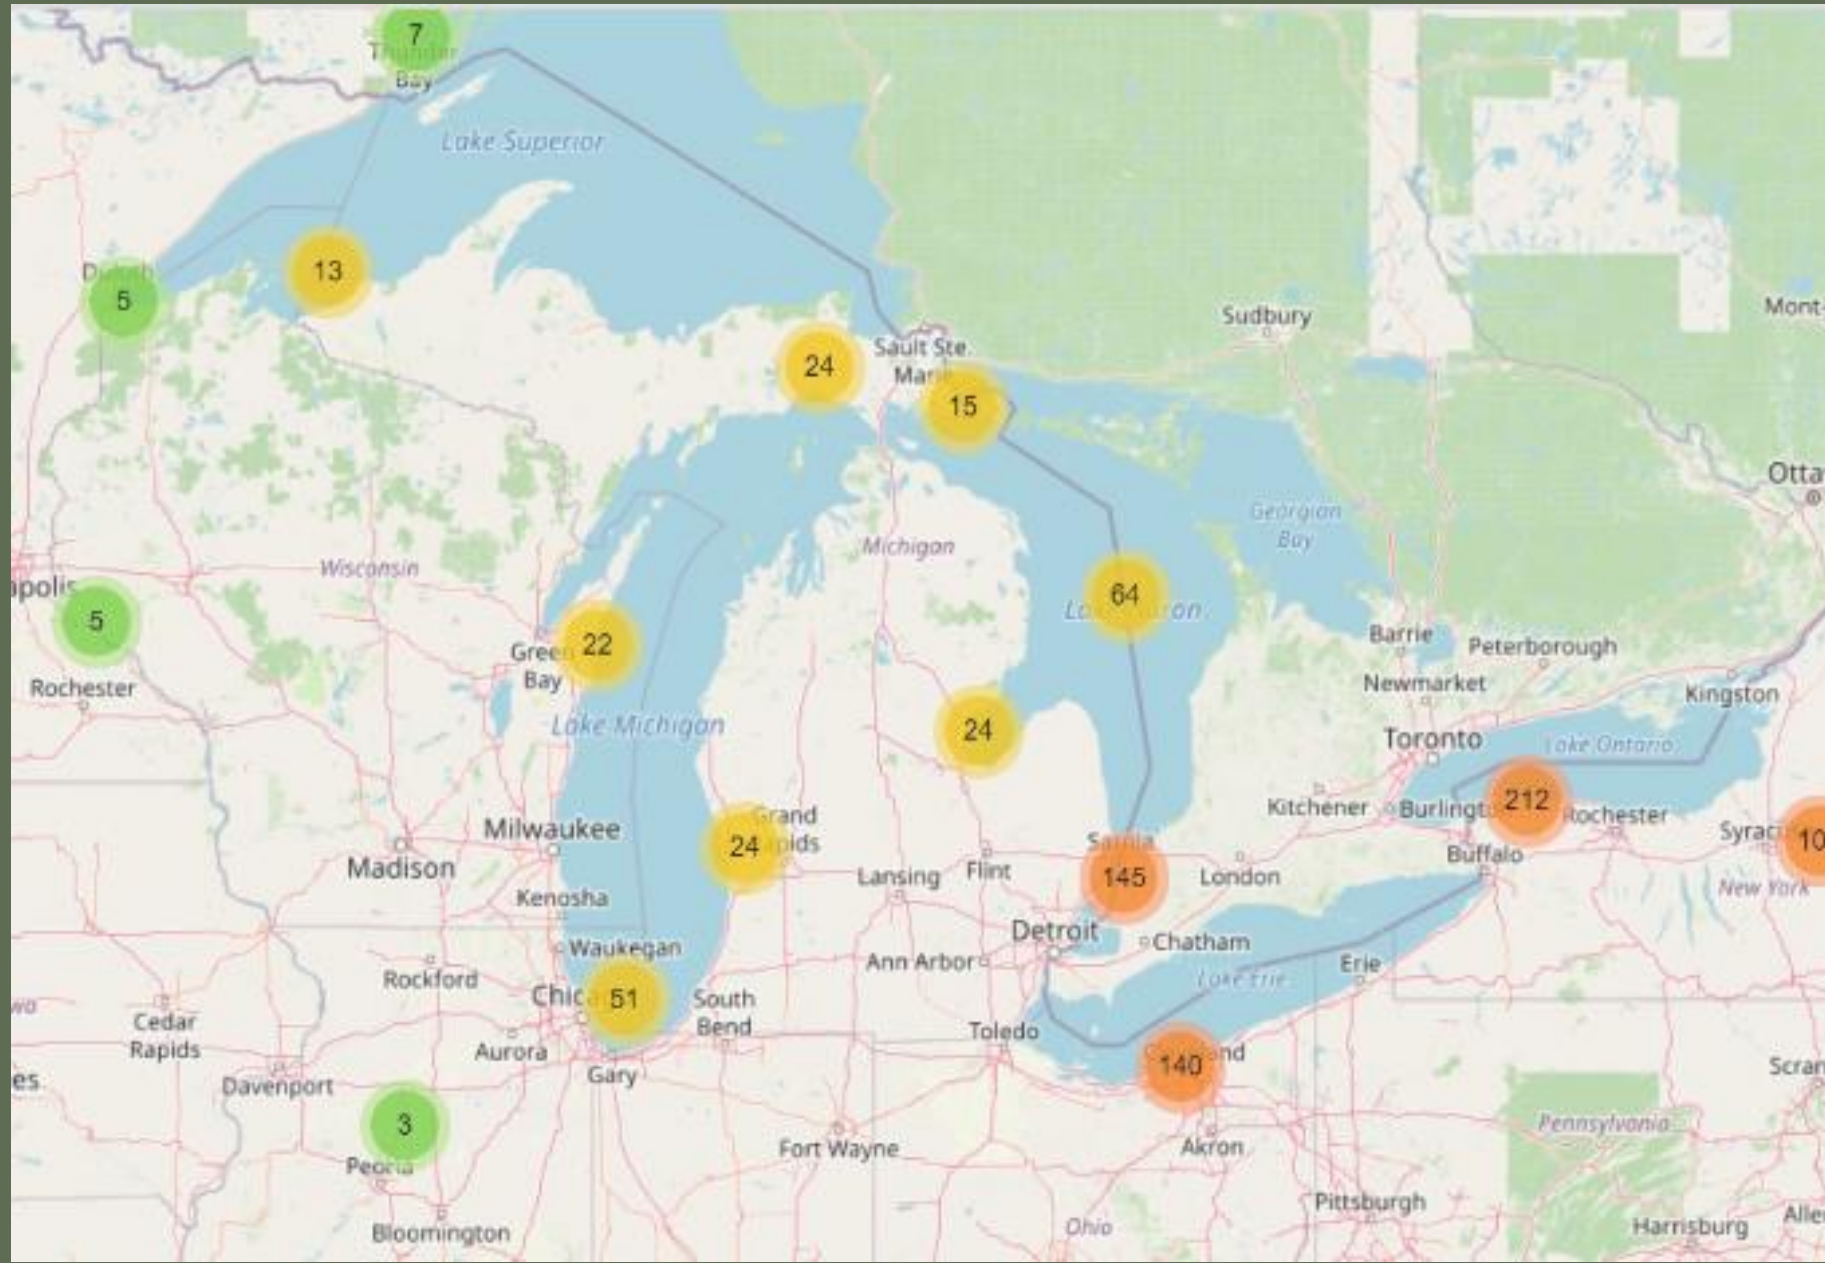 7
Thunder
Bay
Lake Superior
13
5
24
Sault Ste.
15
Sudbury
Mont-
Georgian
Bay
Michigan
Wisconsin
apolis
5
Rochester
22
Green
Bay
Lake Michigan
64
Barrie
Peterborough
Newmarket
Kingston
Otta
24
Toronto
Lake Ontario
Milwaukee
Madison
Kenosha
24
Grand
145
Lansing
Flint
London
Kitchener
212
Rochester
Buffalo
10
New York
Detroit
Chatham
Ann Arbor
Waukegan
Rockford
51
South
Bend
Lake Erie
Erie
Cedar
Rapids
Aurora
Gary
Toledo
140
Davenport
es
Scran
3
Fort Wayne
Akron
Pennsylvania
Bloomington
Pittsburgh
Ohio
Harrisburg
Alle